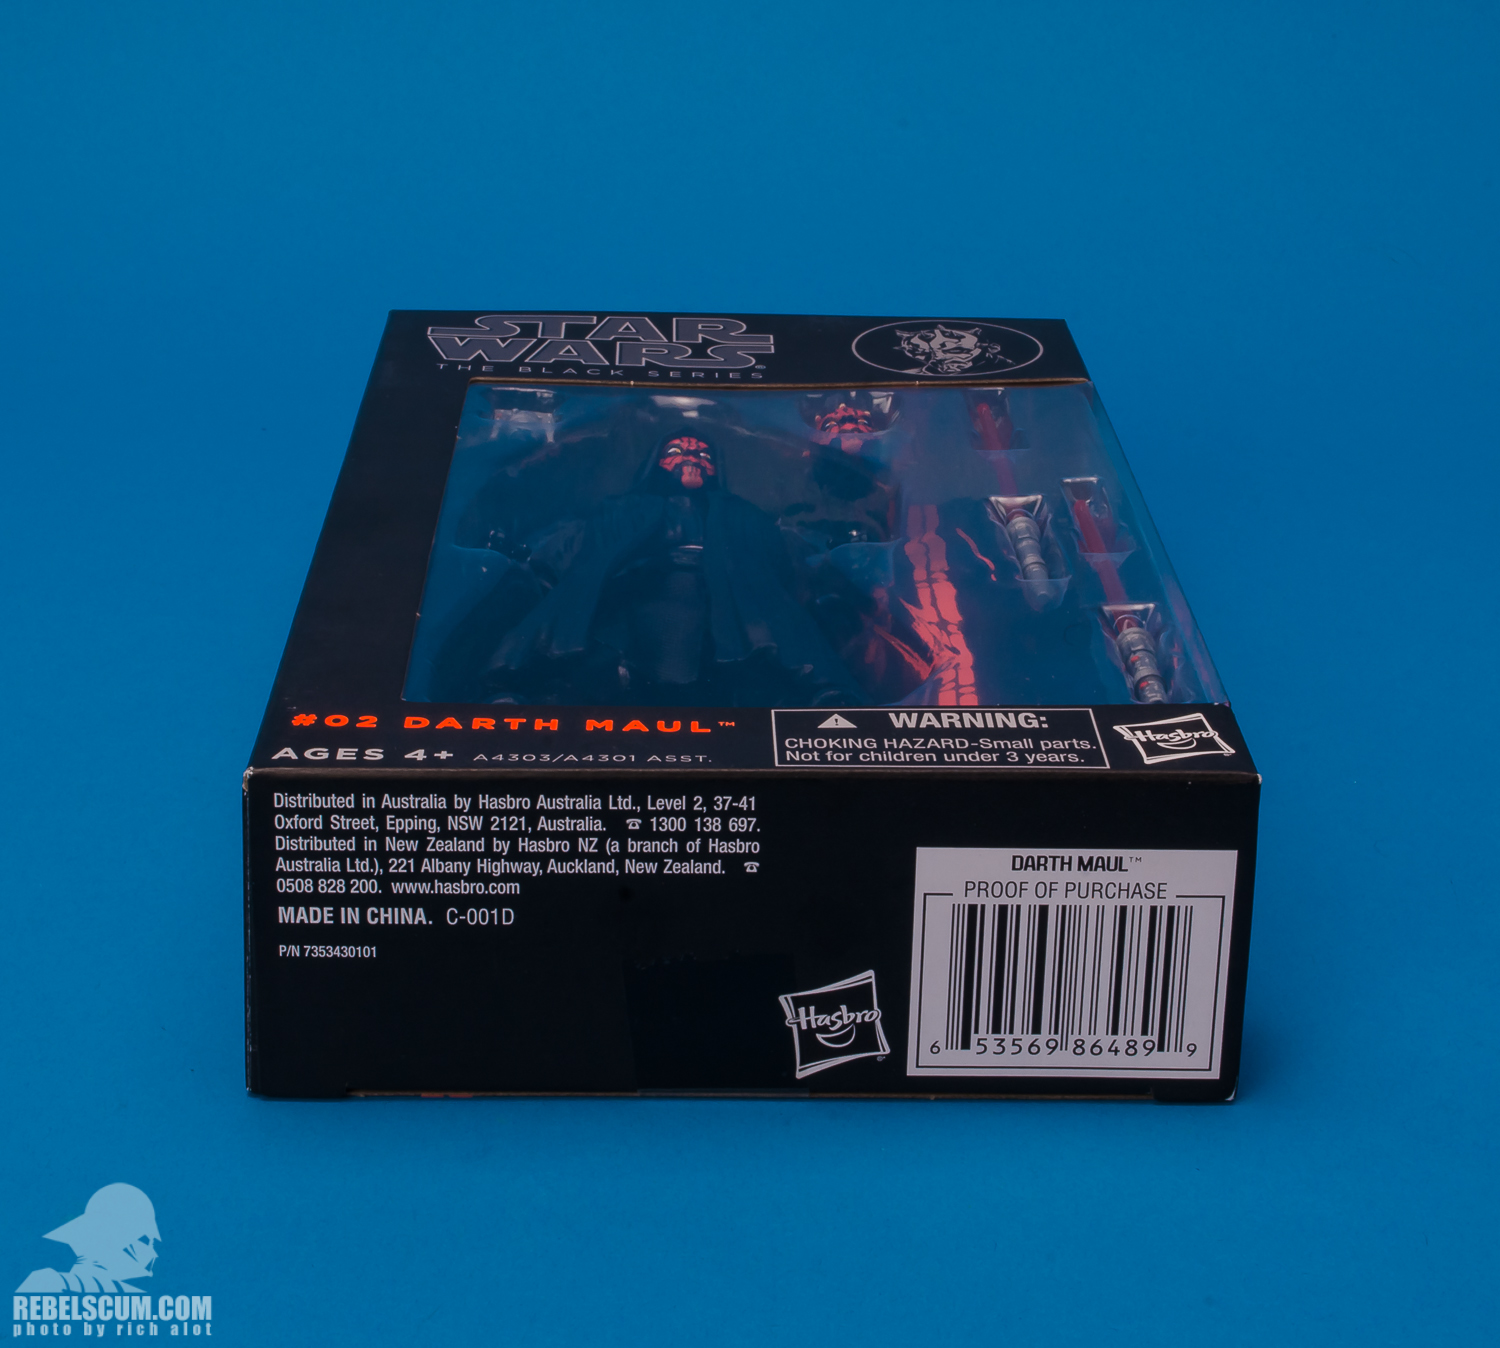 STAR
WARS®
THE BLACK SERIES
#02 DARTH MAUL™
AGES 4+ A4303/A4301 ASST.
⚠ WARNING:
CHOKING HAZARD-Small parts.
Not for children under 3 years.
Hasbro
Distributed in Australia by Hasbro Australia Ltd., Level 2, 37-41
Oxford Street, Epping, NSW 2121, Australia. ☎ 1300 138 697.
Distributed in New Zealand by Hasbro NZ (a branch of Hasbro
Australia Ltd.), 221 Albany Highway, Auckland, New Zealand. ☎
0508 828 200. www.hasbro.com
MADE IN CHINA. C-001D
P/N 7353430101
Hasbro
DARTH MAUL™
PROOF OF PURCHASE
6 53569 86489 9
REBELSCUM.COM
photo by rich alot